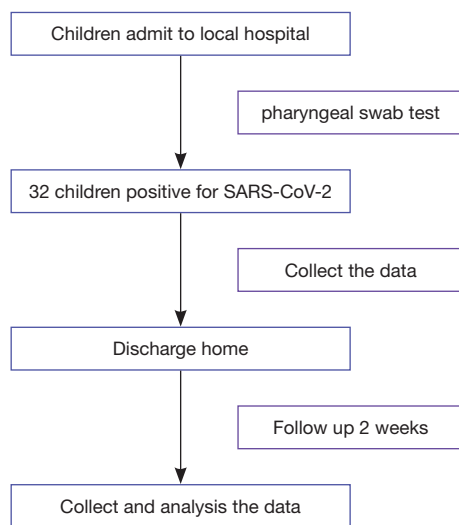 Children admit to local hospital
pharyngeal swab test
32 children positive for SARS-CoV-2
Collect the data
Discharge home
Follow up 2 weeks
Collect and analysis the data